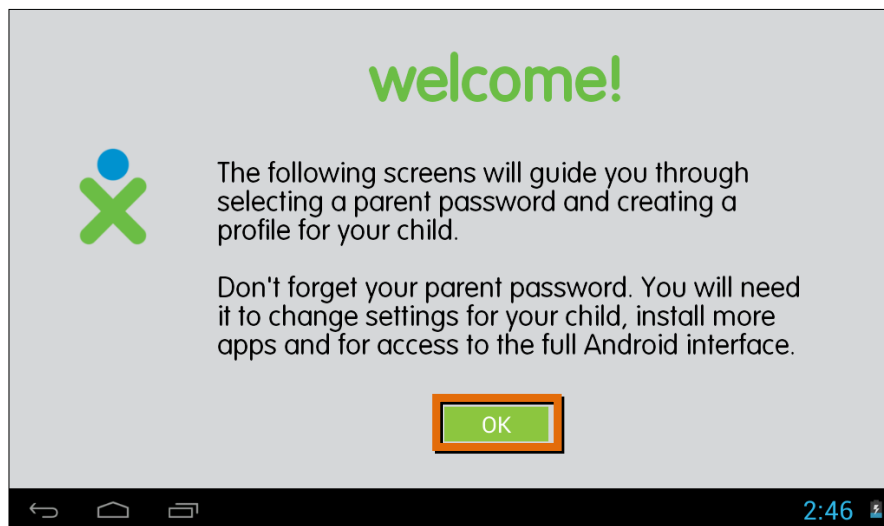 welcome!
The following screens will guide you through
selecting a parent password and creating a
profile for your child.
Don't forget your parent password. You will need
it to change settings for your child, install more
apps and for access to the full Android interface.
OK
2:46